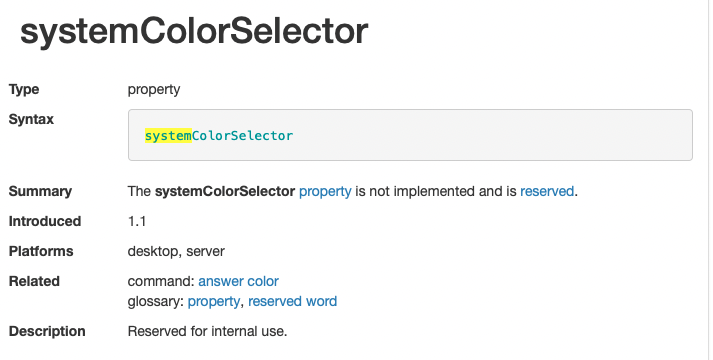 systemColorSelector
Type property
Syntax
systemColorSelector
Summary The systemColorSelector property is not implemented and is reserved.
Introduced 1.1
Platforms desktop, server
Related command: answer color
glossary: property, reserved word
Description Reserved for internal use.